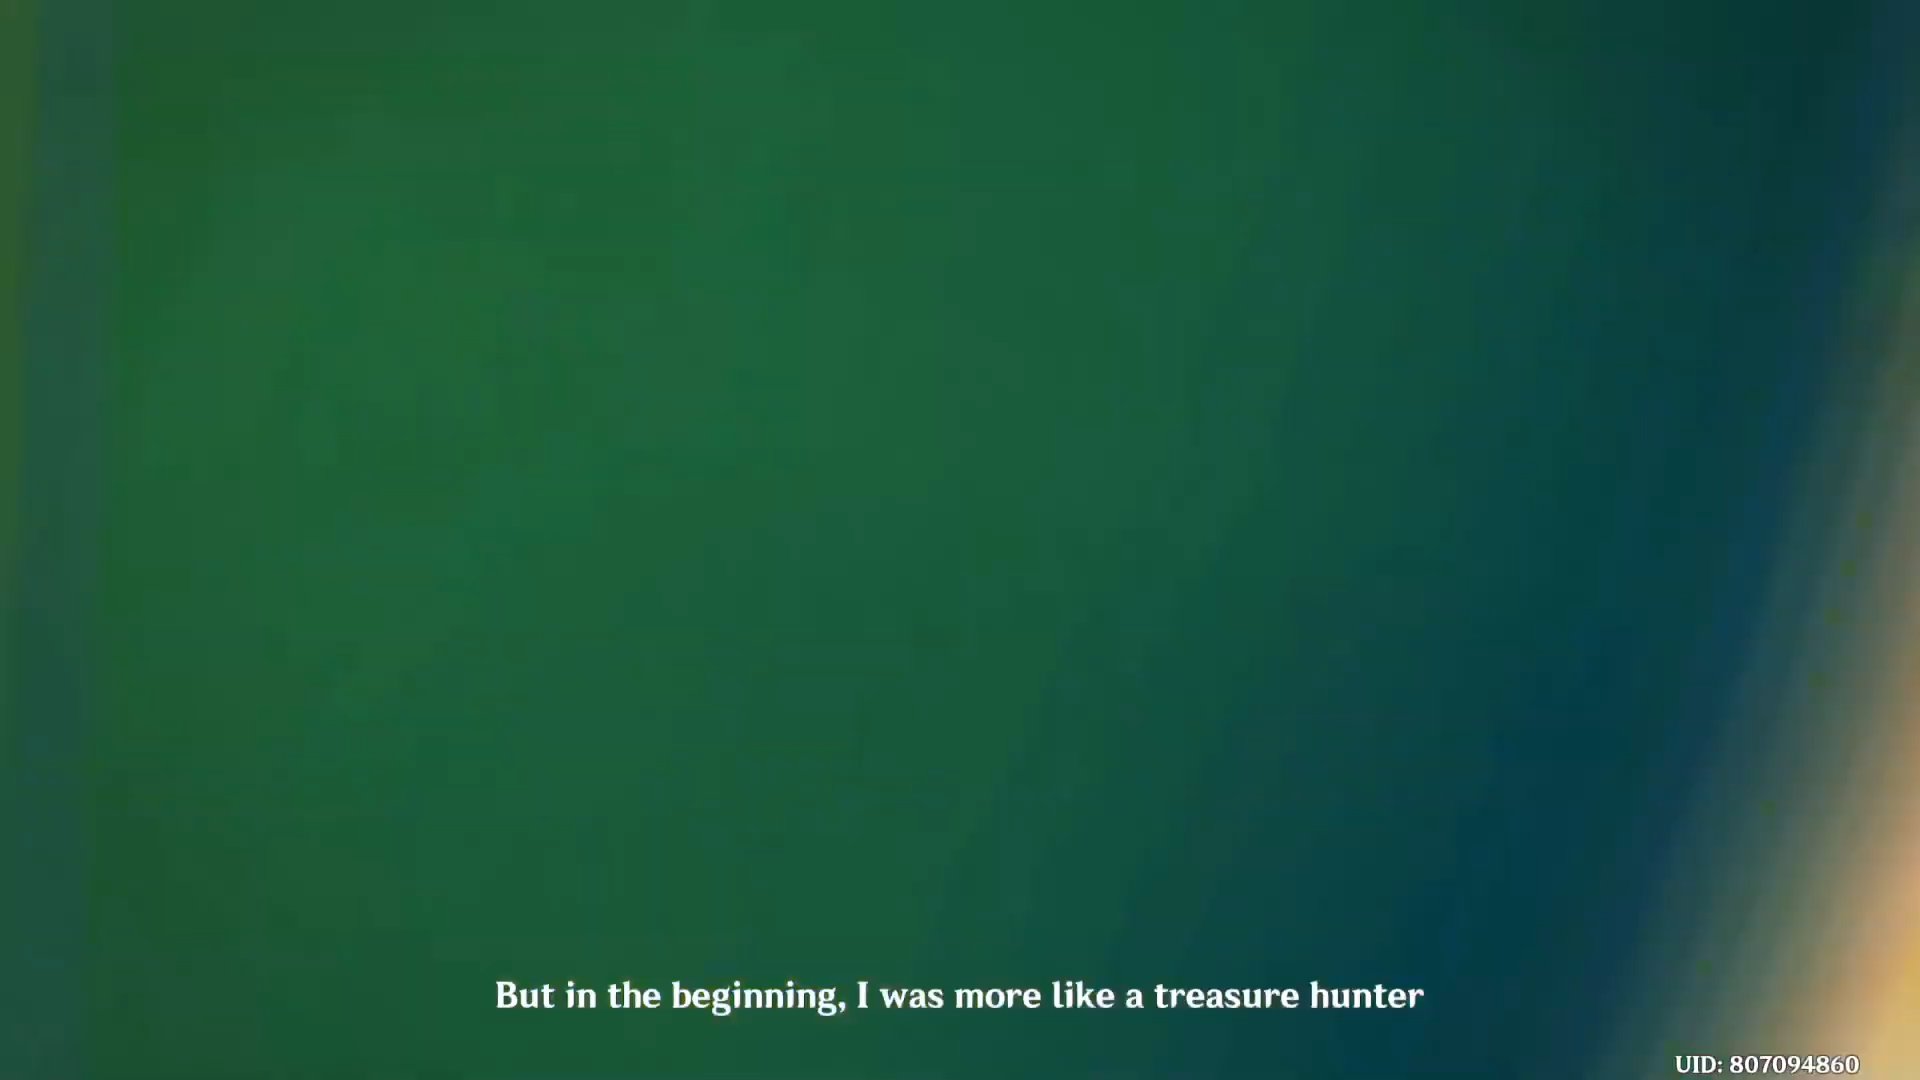 But in the beginning, I was more like a treasure hunter
UID: 807094860